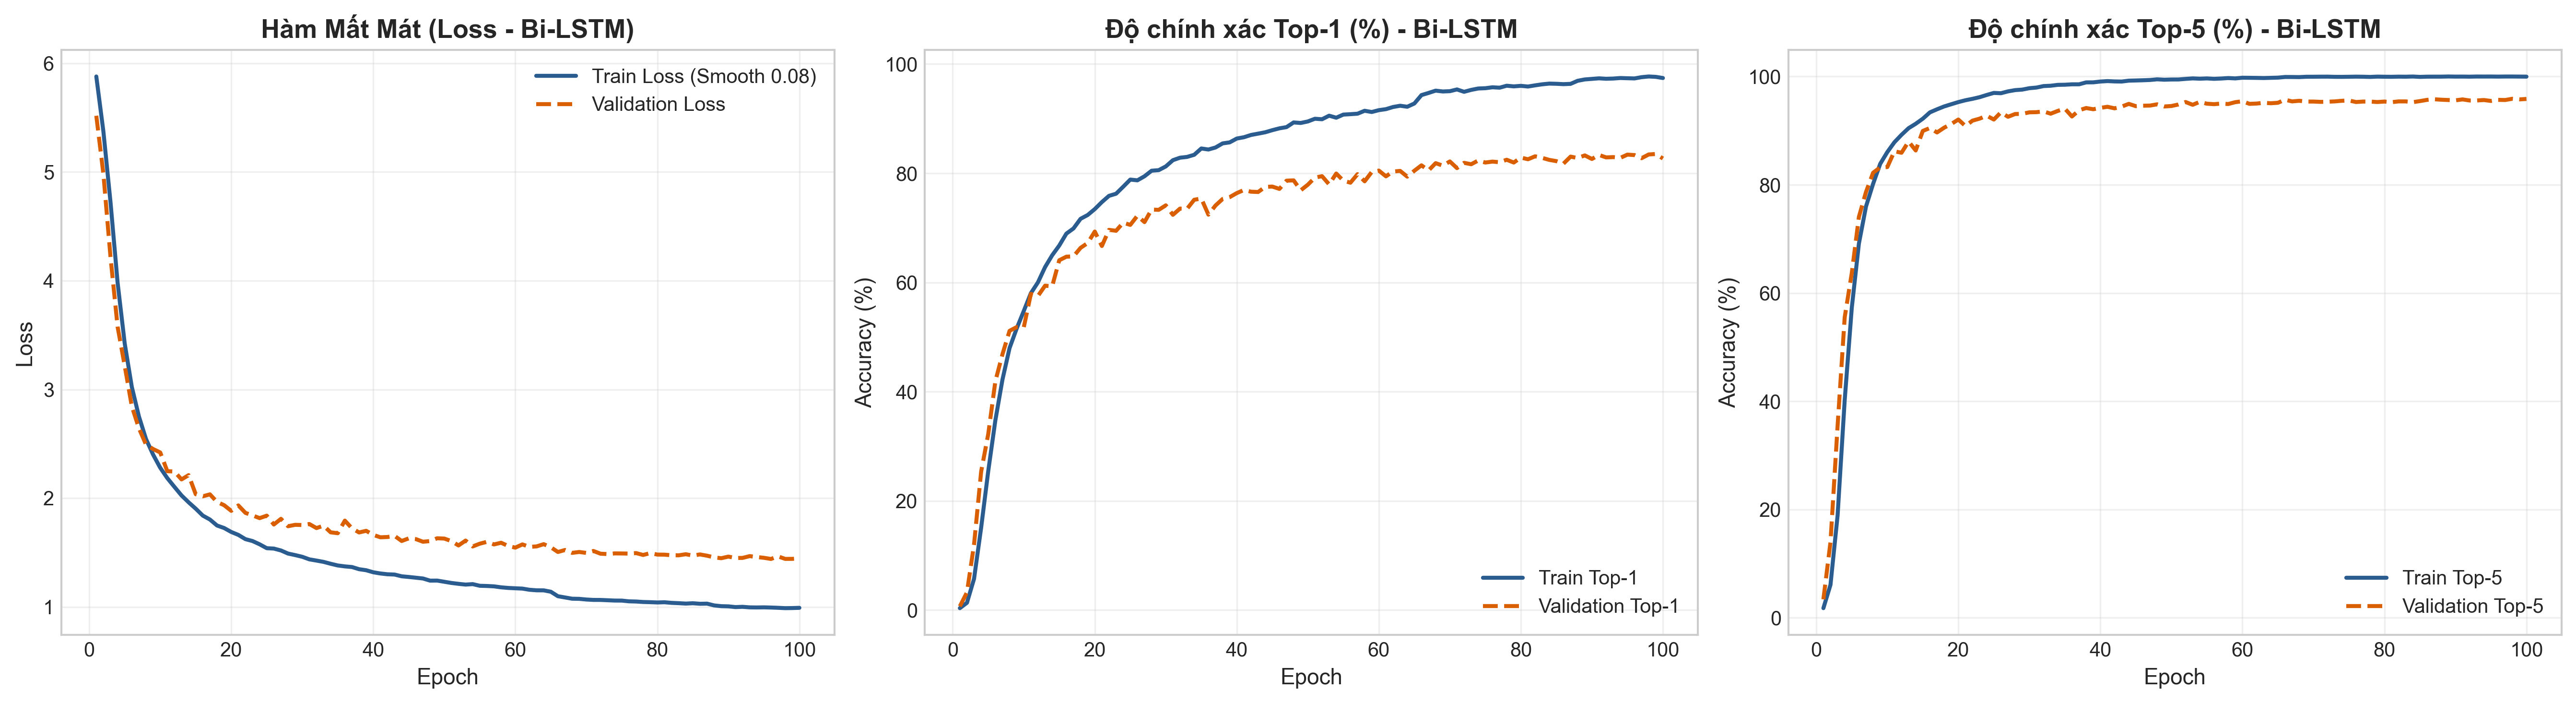 Hàm Mất Mát (Loss - Bi-LSTM)
6
5
4
3
2
1
Loss
Train Loss (Smooth 0.08)
Validation Loss
0 20 40 60 80 100
Epoch
Độ chính xác Top-1 (%) - Bi-LSTM
100
80
60
40
20
0
Accuracy (%)
Train Top-1
Validation Top-1
0 20 40 60 80 100
Epoch
Độ chính xác Top-5 (%) - Bi-LSTM
100
80
60
40
20
0
Accuracy (%)
Train Top-5
Validation Top-5
0 20 40 60 80 100
Epoch